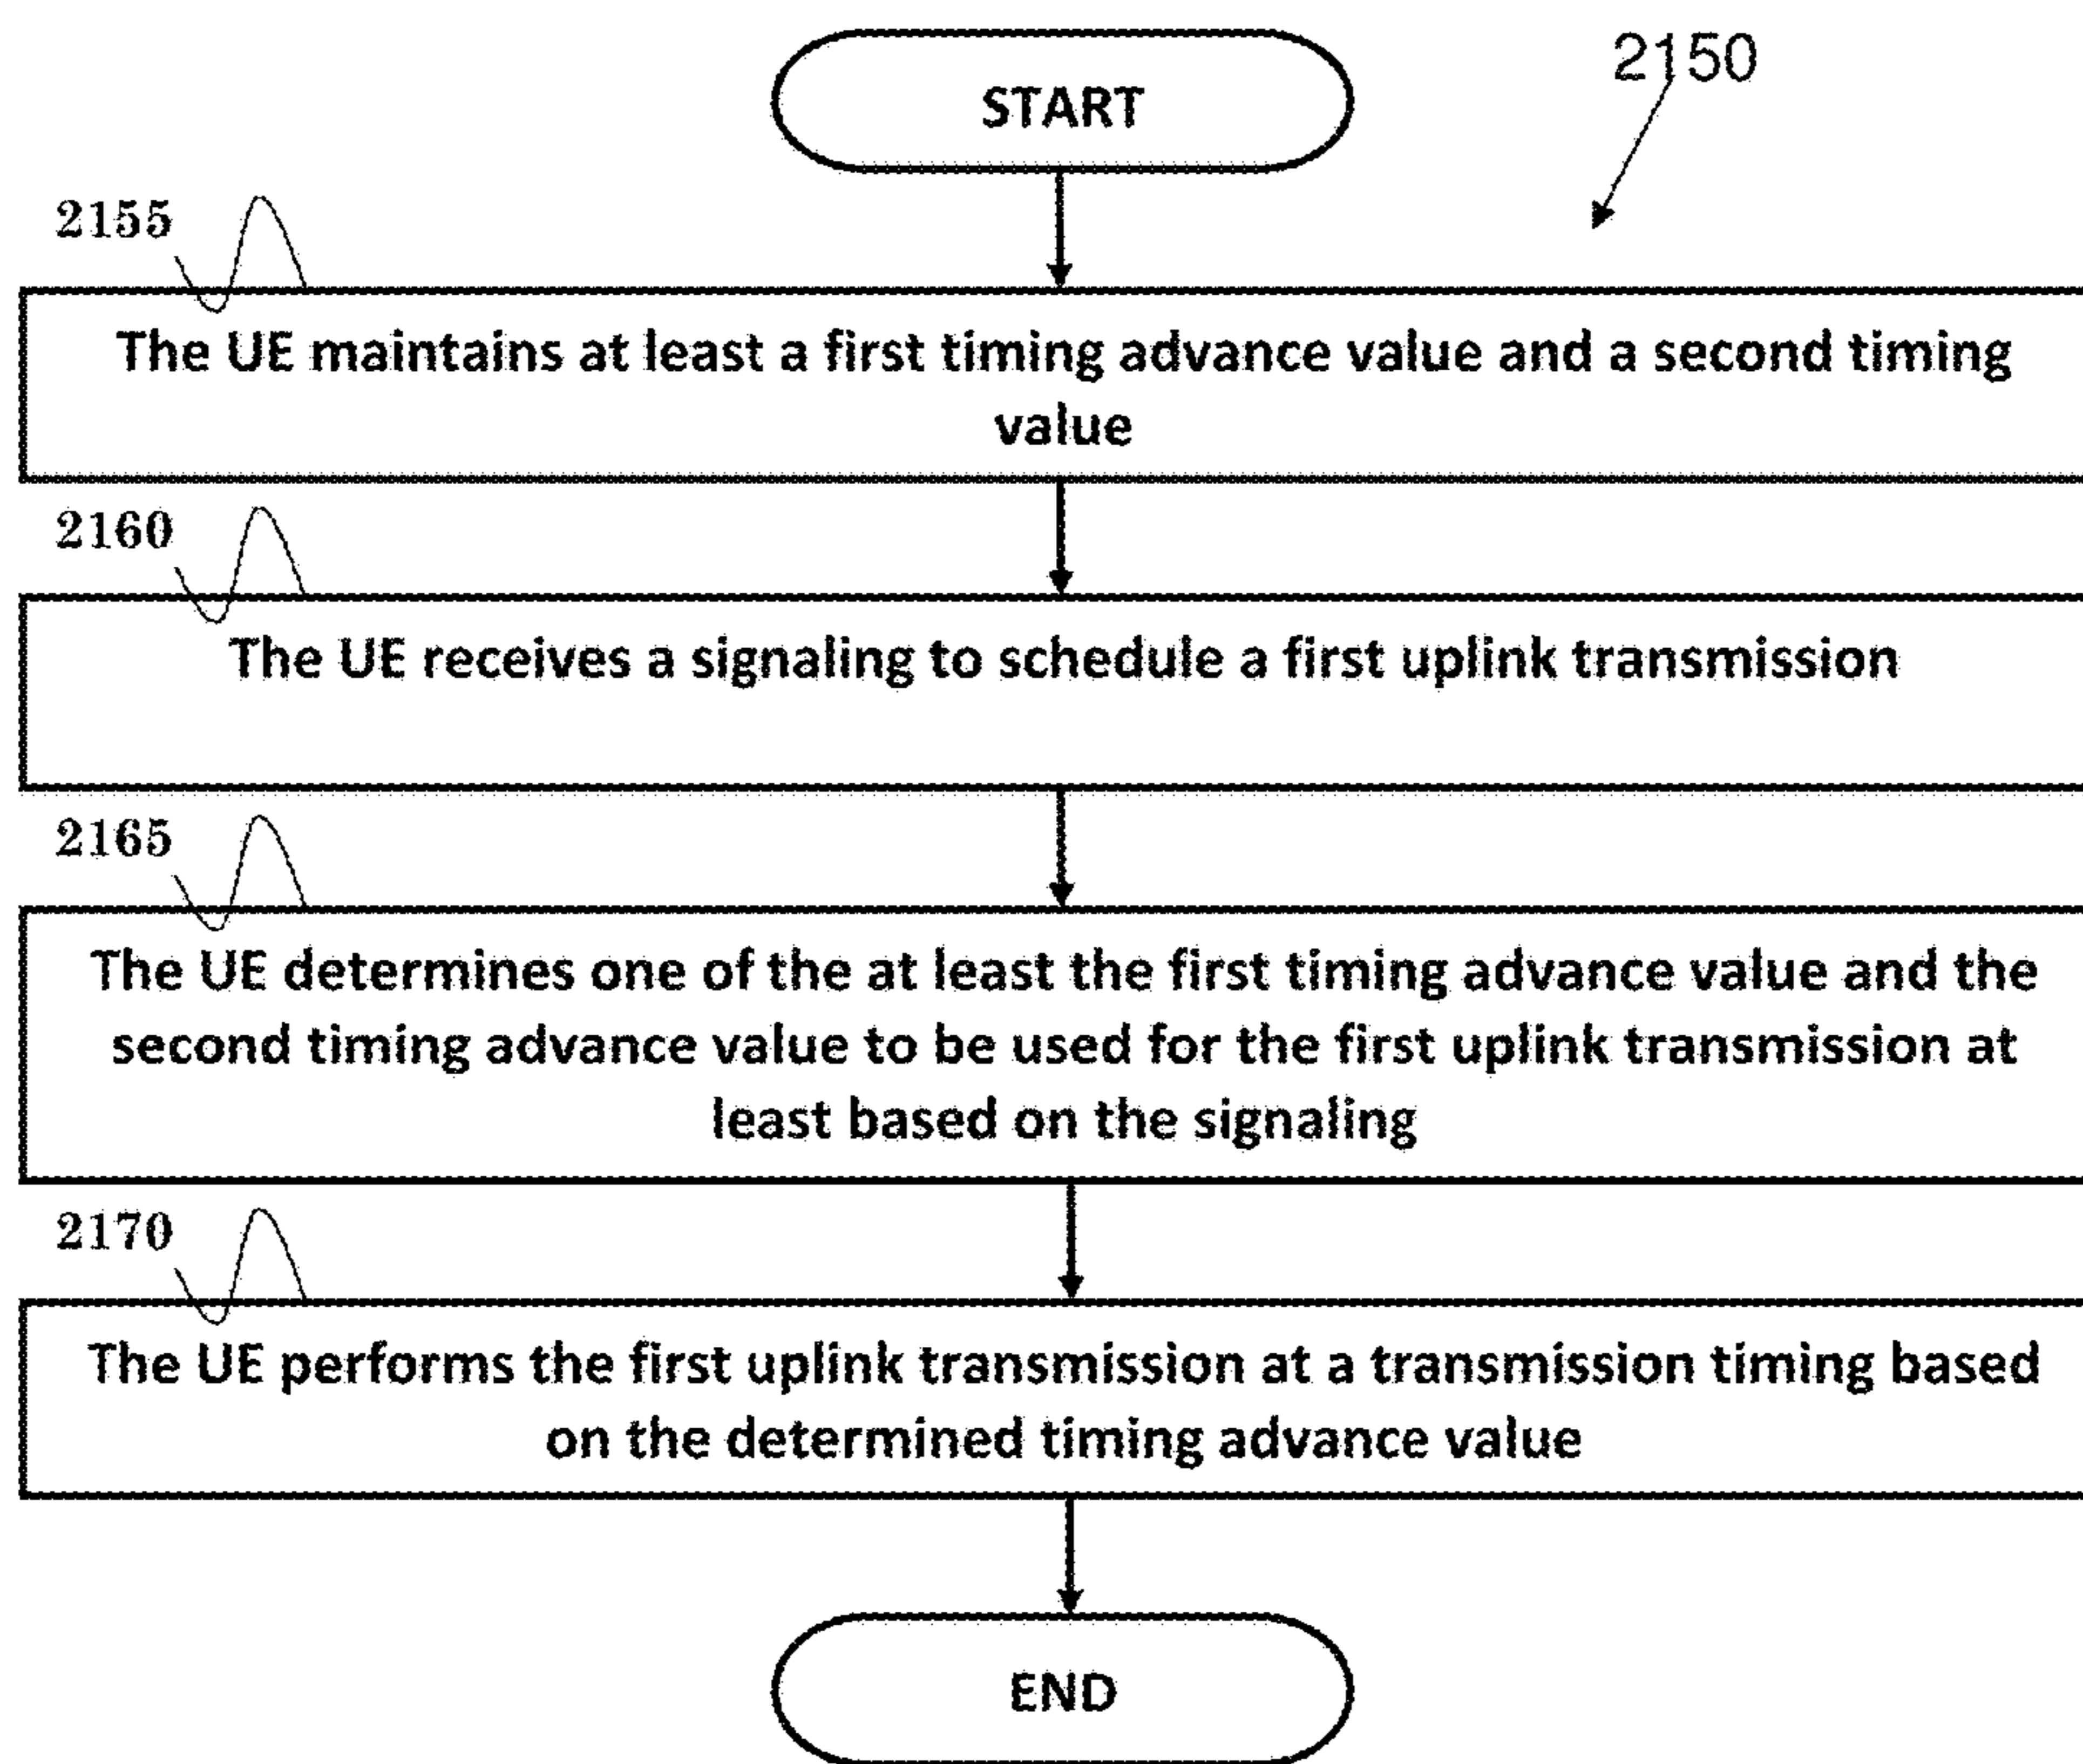 START
2150
2155
The UE maintains at least a first timing advance value and a second timing
value
2160
The UE receives a signaling to schedule a first uplink transmission
2165
The UE determines one of the at least the first timing advance value and the
second timing advance value to be used for the first uplink transmission at
least based on the signaling
2170
The UE performs the first uplink transmission at a transmission timing based
on the determined timing advance value
END